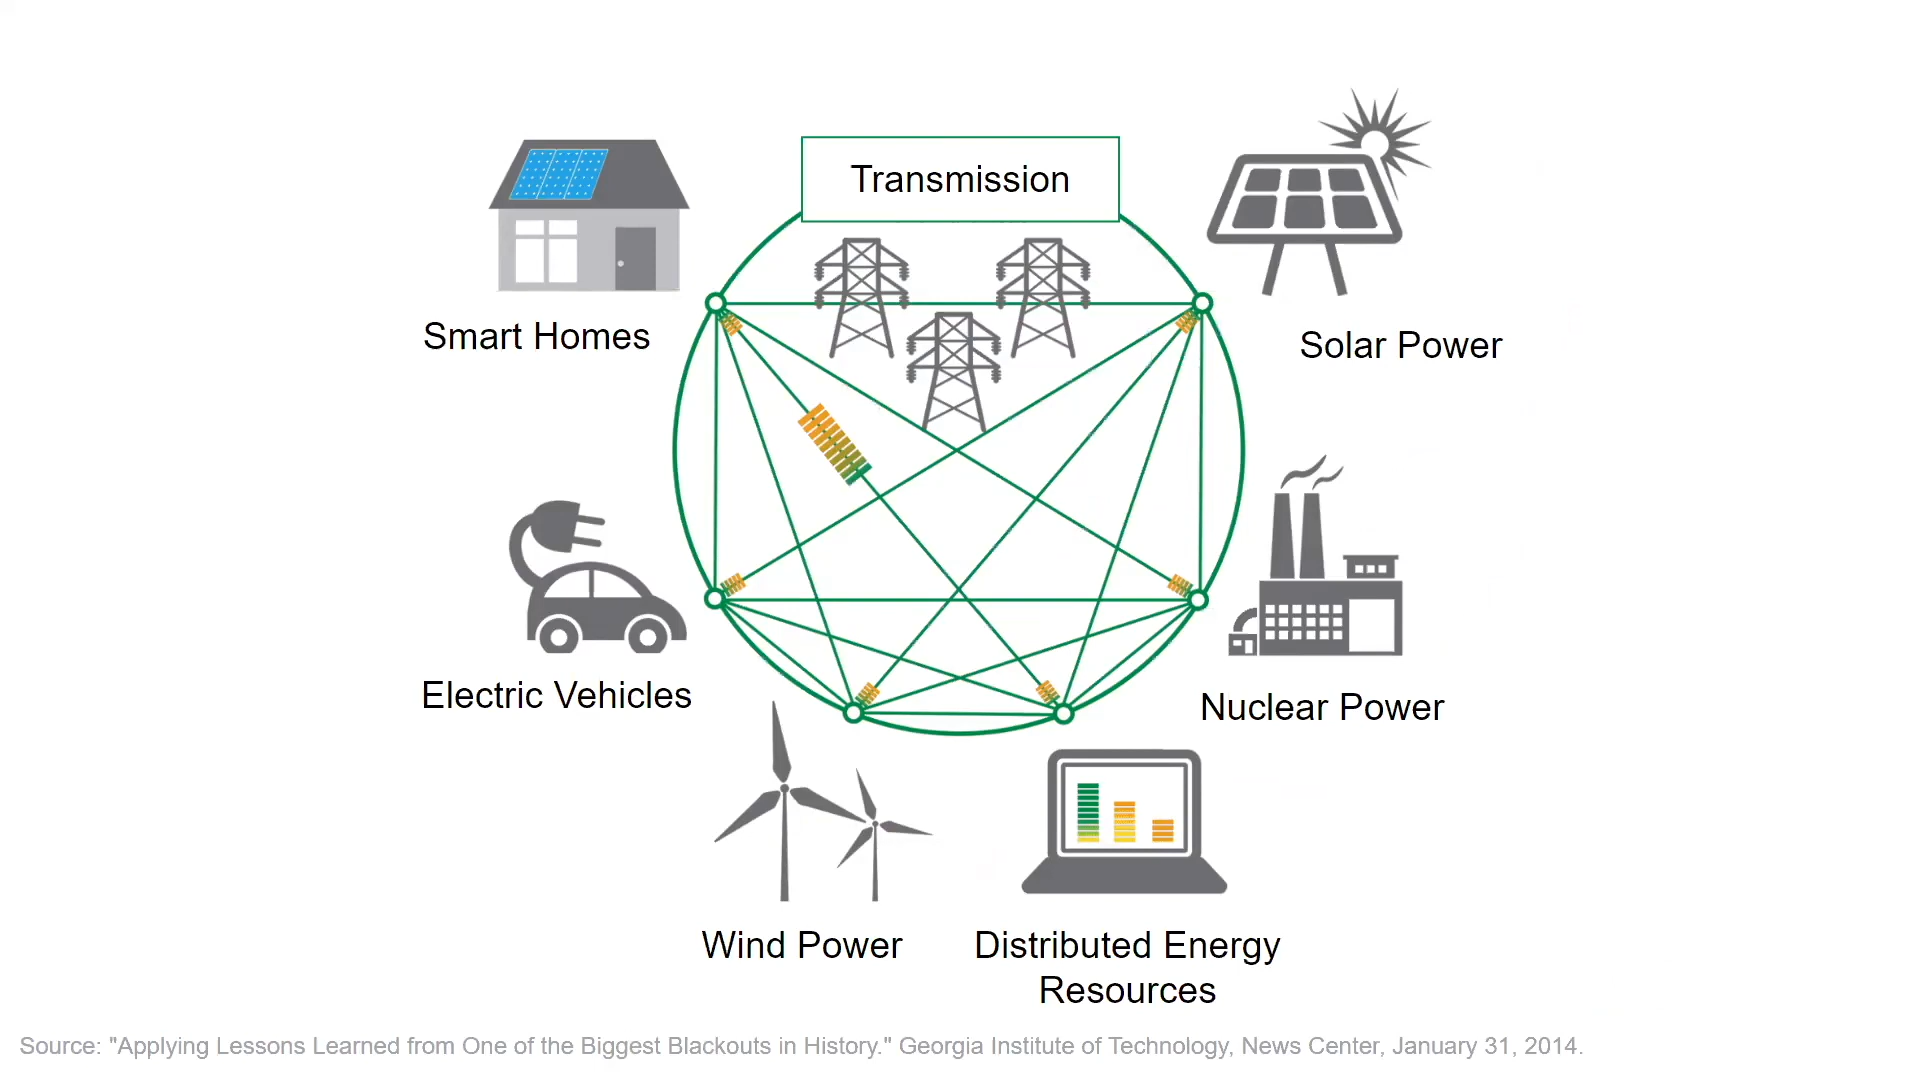 Transmission
Smart Homes
Solar Power
Electric Vehicles
Nuclear Power
Wind Power
Distributed Energy
Resources
Source: "Applying Lessons Learned from One of the Biggest Blackouts in History." Georgia Institute of Technology, News Center, January 31, 2014.